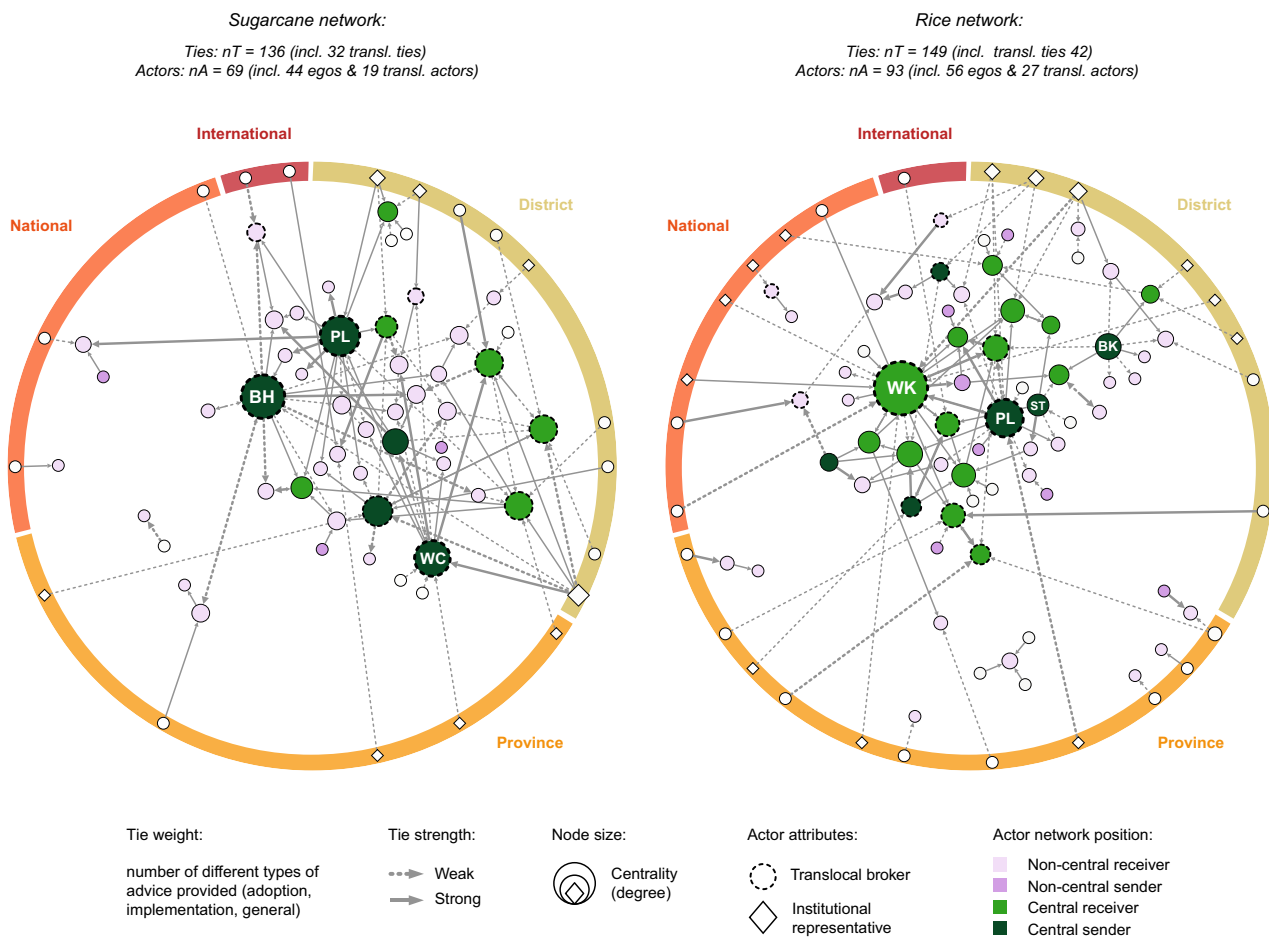 Sugarcane network:
Ties: nT = 136 (incl. 32 transl. ties)
Actors: nA = 69 (incl. 44 egos & 19 transl. actors)
International
National
District
PL
BH
WC
Province
Rice network:
Ties: nT = 149 (incl. transl. ties 42)
Actors: nA = 93 (incl. 56 egos & 27 transl. actors)
International
National
District
BK
WK
ST
PL
Province
Tie weight:
number of different types of
advice provided (adoption,
implementation, general)
Tie strength:
Weak
Strong
Node size:
Centrality
(degree)
Actor attributes:
Translocal broker
Institutional
representative
Actor network position:
Non-central receiver
Non-central sender
Central receiver
Central sender